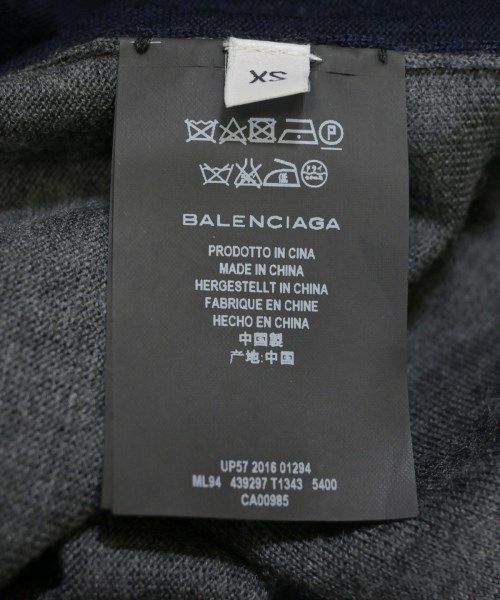 XS
P
BALENCIAGA
PRODOTTO IN CINA
MADE IN CHINA
HERGESTELLT IN CHINA
FABRIQUE EN CHINE
HECHO EN CHINA
中国製
产地:中国
UP57 2016 01294
ML94 439297 T1343 5400
CA00985